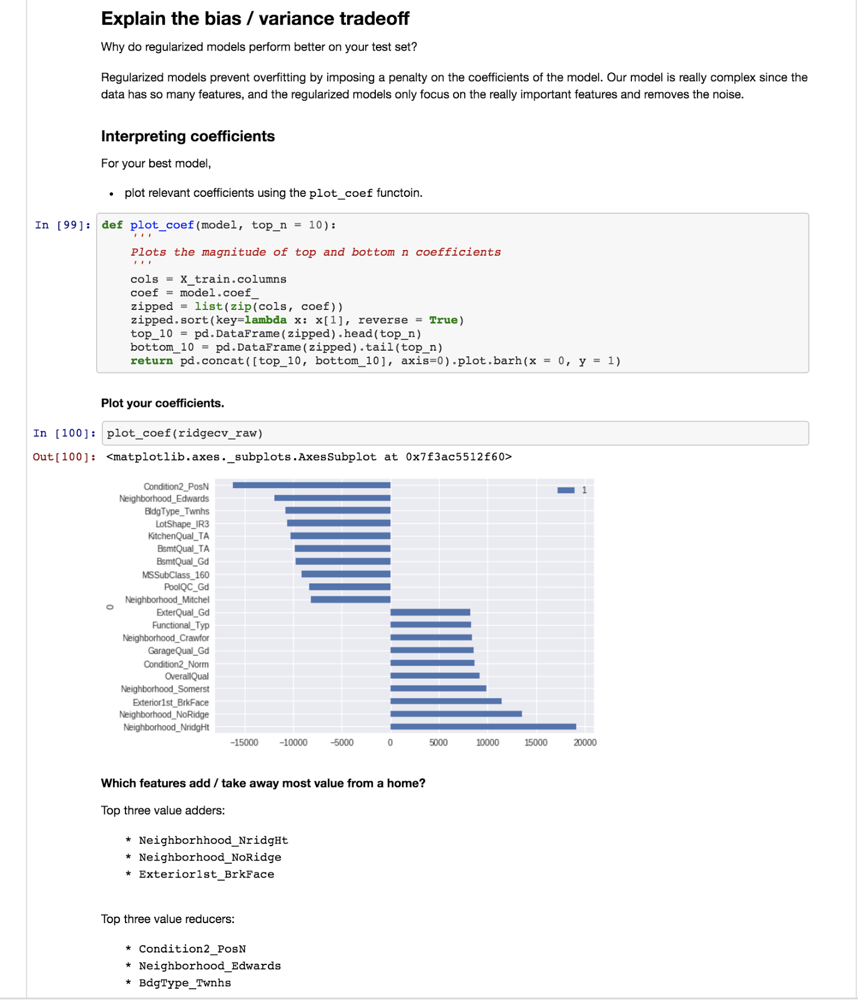 Explain the bias / variance tradeoff
Why do regularized models perform better on your test set?
Regularized models prevent overfitting by imposing a penalty on the coefficients of the model. Our model is really complex since the
data has so many features, and the regularized models only focus on the really important features and removes the noise.
Interpreting coefficients
For your best model,
• plot relevant coefficients using the plot_coef functoin.
In [99]: def plot_coef(model, top_n = 10):
'''
Plots the magnitude of top and bottom n coefficients
'''
cols = X_train.columns
coef = model.coef_
zipped = list(zip(cols, coef))
zipped.sort(key=lambda x: x[1], reverse = True)
top_10 = pd.DataFrame(zipped).head(top_n)
bottom_10 = pd.DataFrame(zipped).tail(top_n)
return pd.concat([top_10, bottom_10], axis=0).plot.barh(x = 0, y = 1)
Plot your coefficients.
In [100]: plot_coef(ridgecv_raw)
Out[100]: <matplotlib.axes._subplots.AxesSubplot at 0x7f3ac5512f60>
Condition2_PosN
1
Neighborhood_Edwards
BldgType_Twnhs
LotShape_IR3
KitchenQual_TA
BsmtQual_TA
BsmtQual_Gd
MSSubClass_160
PoolQC_Gd
Neighborhood_Mitchel
0
ExterQual_Gd
Functional_Typ
Neighborhood_Crawfor
GarageQual_Gd
Condition2_Norm
OverallQual
Neighborhood_Somerst
Exterior1st_BrkFace
Neighborhood_NoRidge
Neighborhood_NridgHt
−15000 −10000 −5000 0 5000 10000 15000 20000
Which features add / take away most value from a home?
Top three value adders:
* Neighborhhood_NridgHt
* Neighborhood_NoRidge
* Exterior1st_BrkFace
Top three value reducers:
* Condition2_PosN
* Neighborhood_Edwards
* BdgType_Twnhs